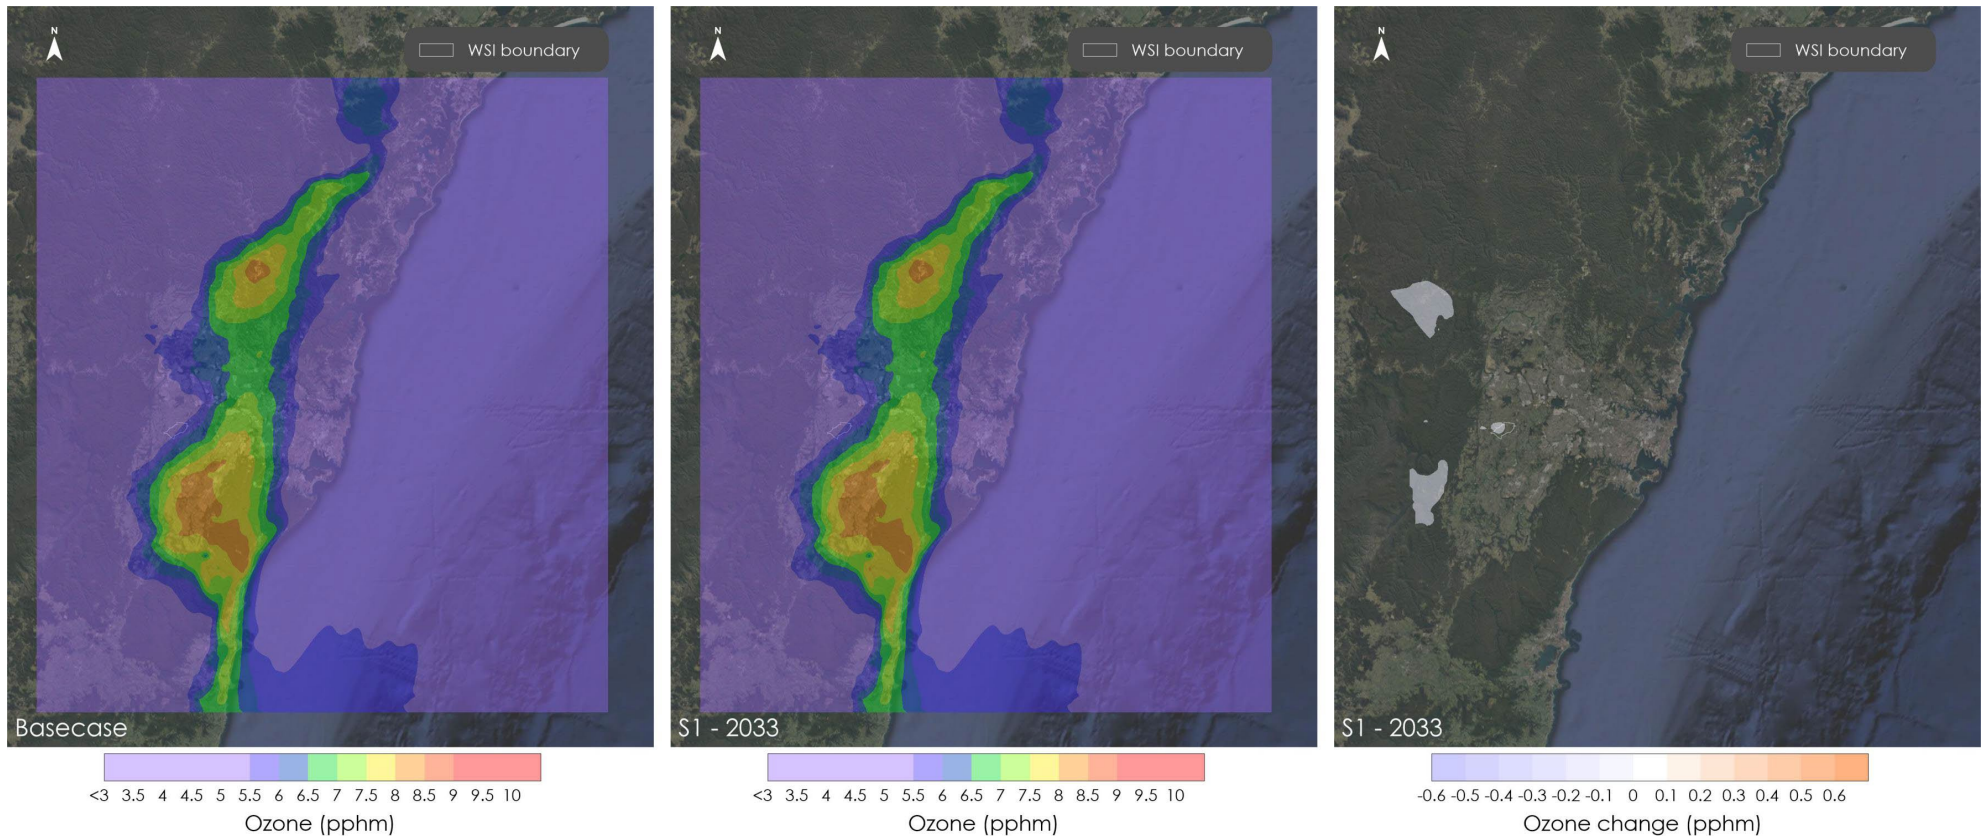 N
WSI boundary
Basecase
<3 3.5 4 4.5 5 5.5 6 6.5 7 7.5 8 8.5 9 9.5 10
Ozone (pphm)
N
WSI boundary
S1 - 2033
<3 3.5 4 4.5 5 5.5 6 6.5 7 7.5 8 8.5 9 9.5 10
Ozone (pphm)
N
WSI boundary
S1 - 2033
-0.6 -0.5 -0.4 -0.3 -0.2 -0.1 0 0.1 0.2 0.3 0.4 0.5 0.6
Ozone change (pphm)